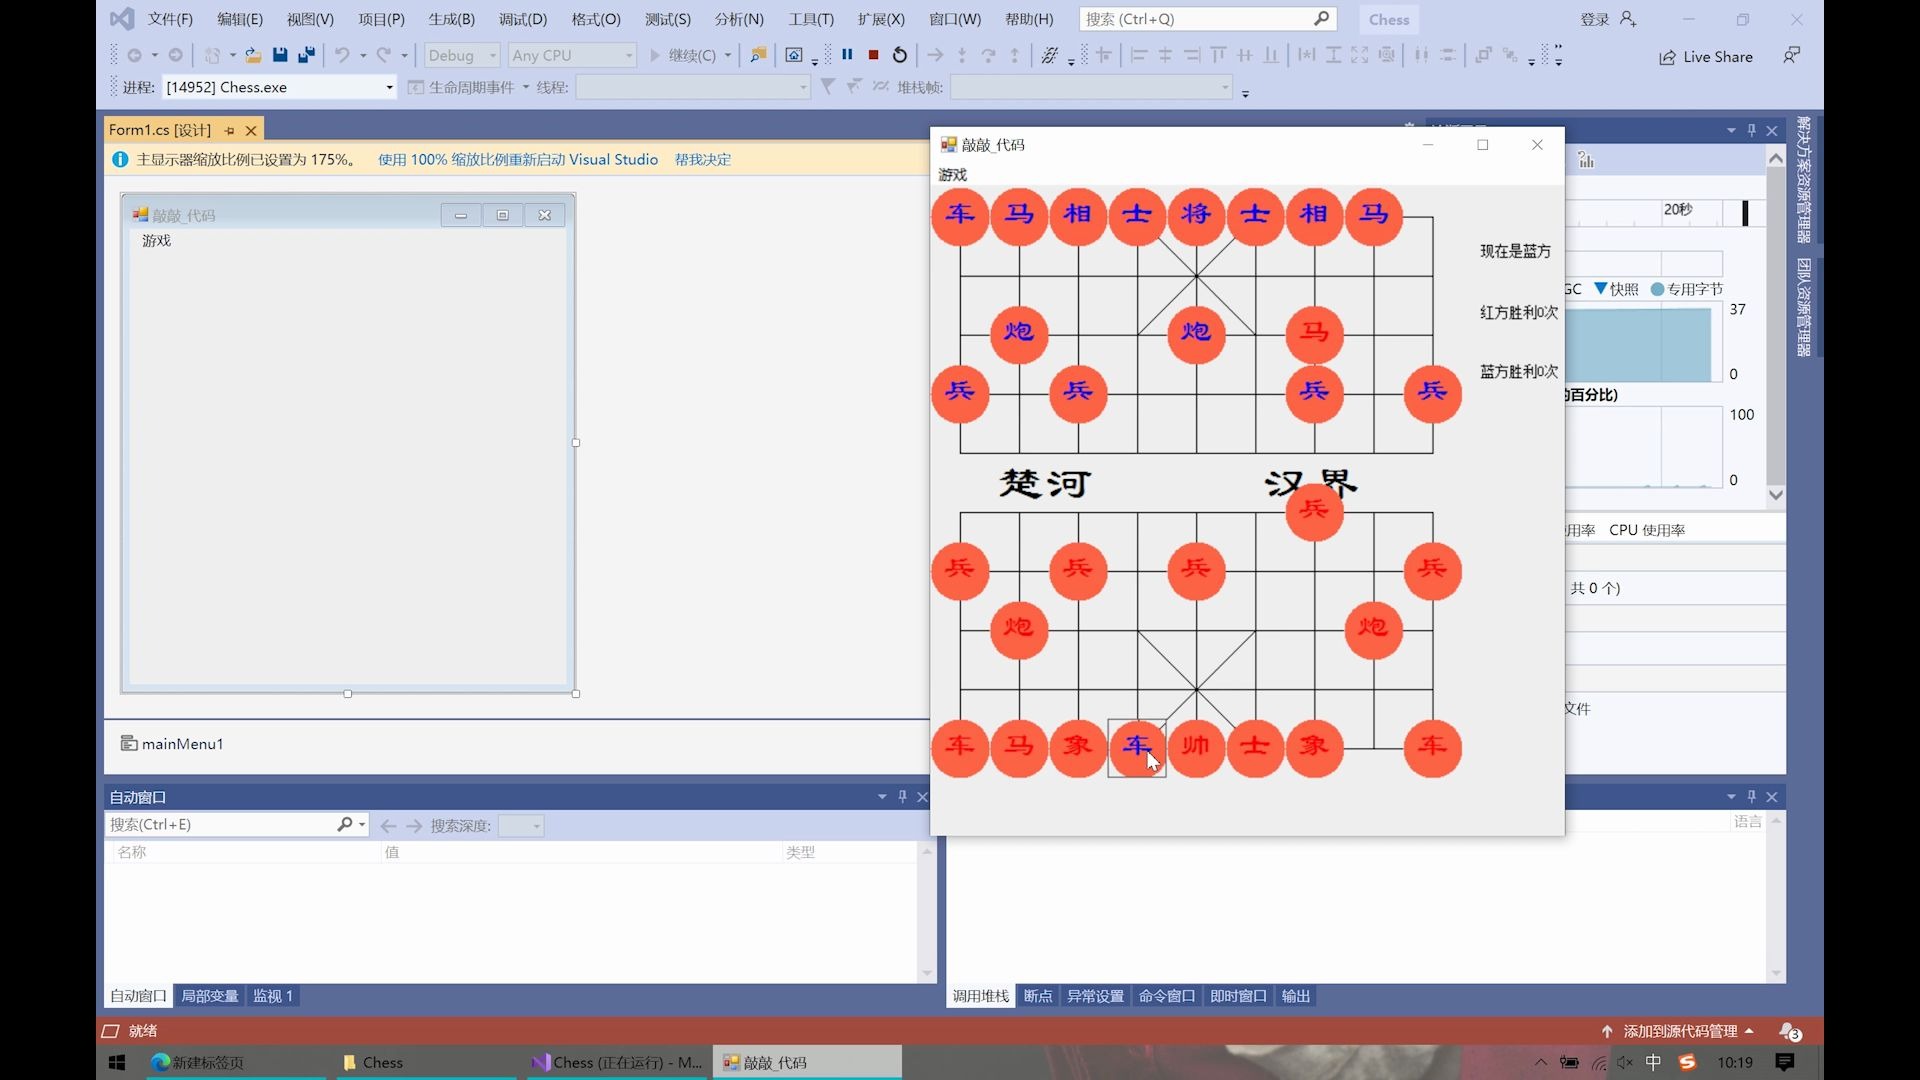 文件(F) 编辑(E) 视图(V) 项目(P) 生成(B) 调试(D) 格式(O) 测试(S) 分析(N) 工具(T) 扩展(X) 窗口(W) 帮助(H) 搜索 (Ctrl+Q) Chess 登录
Debug Any CPU 继续(C) Live Share
进程: [14952] Chess.exe 生命周期事件 线程: 堆栈帧:
Form1.cs [设计]
主显示器缩放比例已设置为 175%。 使用 100% 缩放比例重新启动 Visual Studio 帮我决定
敲敲_代码
游戏
mainMenu1
敲敲_代码
游戏
车 马 相 士 将 士 相 马
现在是蓝方
红方胜利0次
炮 炮 马
蓝方胜利0次
兵 兵 兵 兵
楚河 汉界
兵
兵 兵 兵 兵
炮 炮
车 马 象 车 帅 士 象 车
20秒
GC 快照 专用字节
37
0
的百分比)
100
0
用率 CPU 使用率
共 0 个)
文件
解决方案资源管理器
团队资源管理器
自动窗口
搜索(Ctrl+E) 搜索深度:
名称 值 类型
语言
自动窗口 局部变量 监视 1
调用堆栈 断点 异常设置 命令窗口 即时窗口 输出
就绪 添加到源代码管理 3
新建标签页 Chess Chess (正在运行) - M... 敲敲_代码 中 10:19